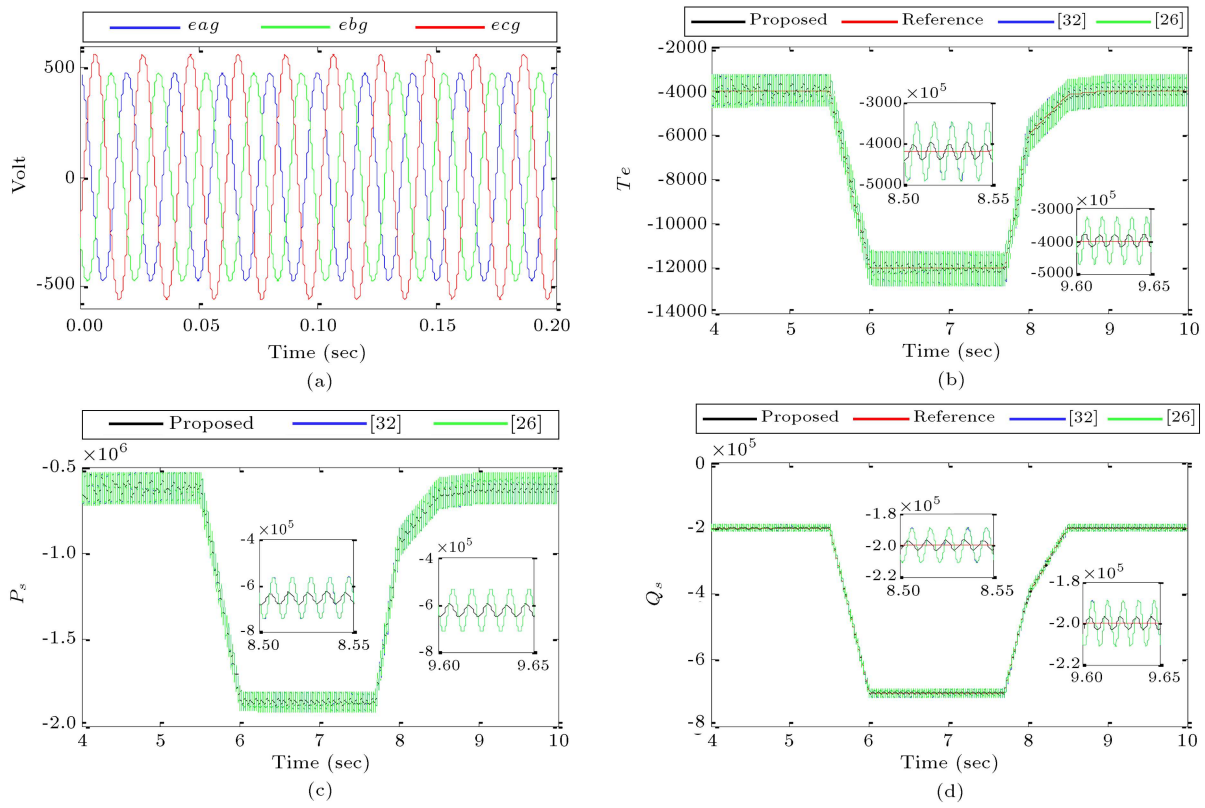 eag ebg ecg
500
0
-500
Volt
0.00 0.05 0.10 0.15 0.20
Time (sec)
(a)
Proposed Reference [32] [26]
-2000
-4000
-6000
-8000
-10000
-12000
-14000
Te
×10^5
-3000
-4000
-5000
8.50 8.55
×10^5
-3000
-4000
-5000
9.60 9.65
4 5 6 7 8 9 10
Time (sec)
(b)
Proposed [32] [26]
×10^6
-0.5
-1.0
-1.5
-2.0
P_s
×10^5
-4
-6
-8
8.50 8.55
×10^5
-4
-6
-8
9.60 9.65
4 5 6 7 8 9 10
Time (sec)
(c)
Proposed Reference [32] [26]
×10^5
0
-2
-4
-6
-8
Q_s
×10^5
-1.8
-2.0
-2.2
8.50 8.55
×10^5
-1.8
-2.0
-2.2
9.60 9.65
4 5 6 7 8 9 10
Time (sec)
(d)